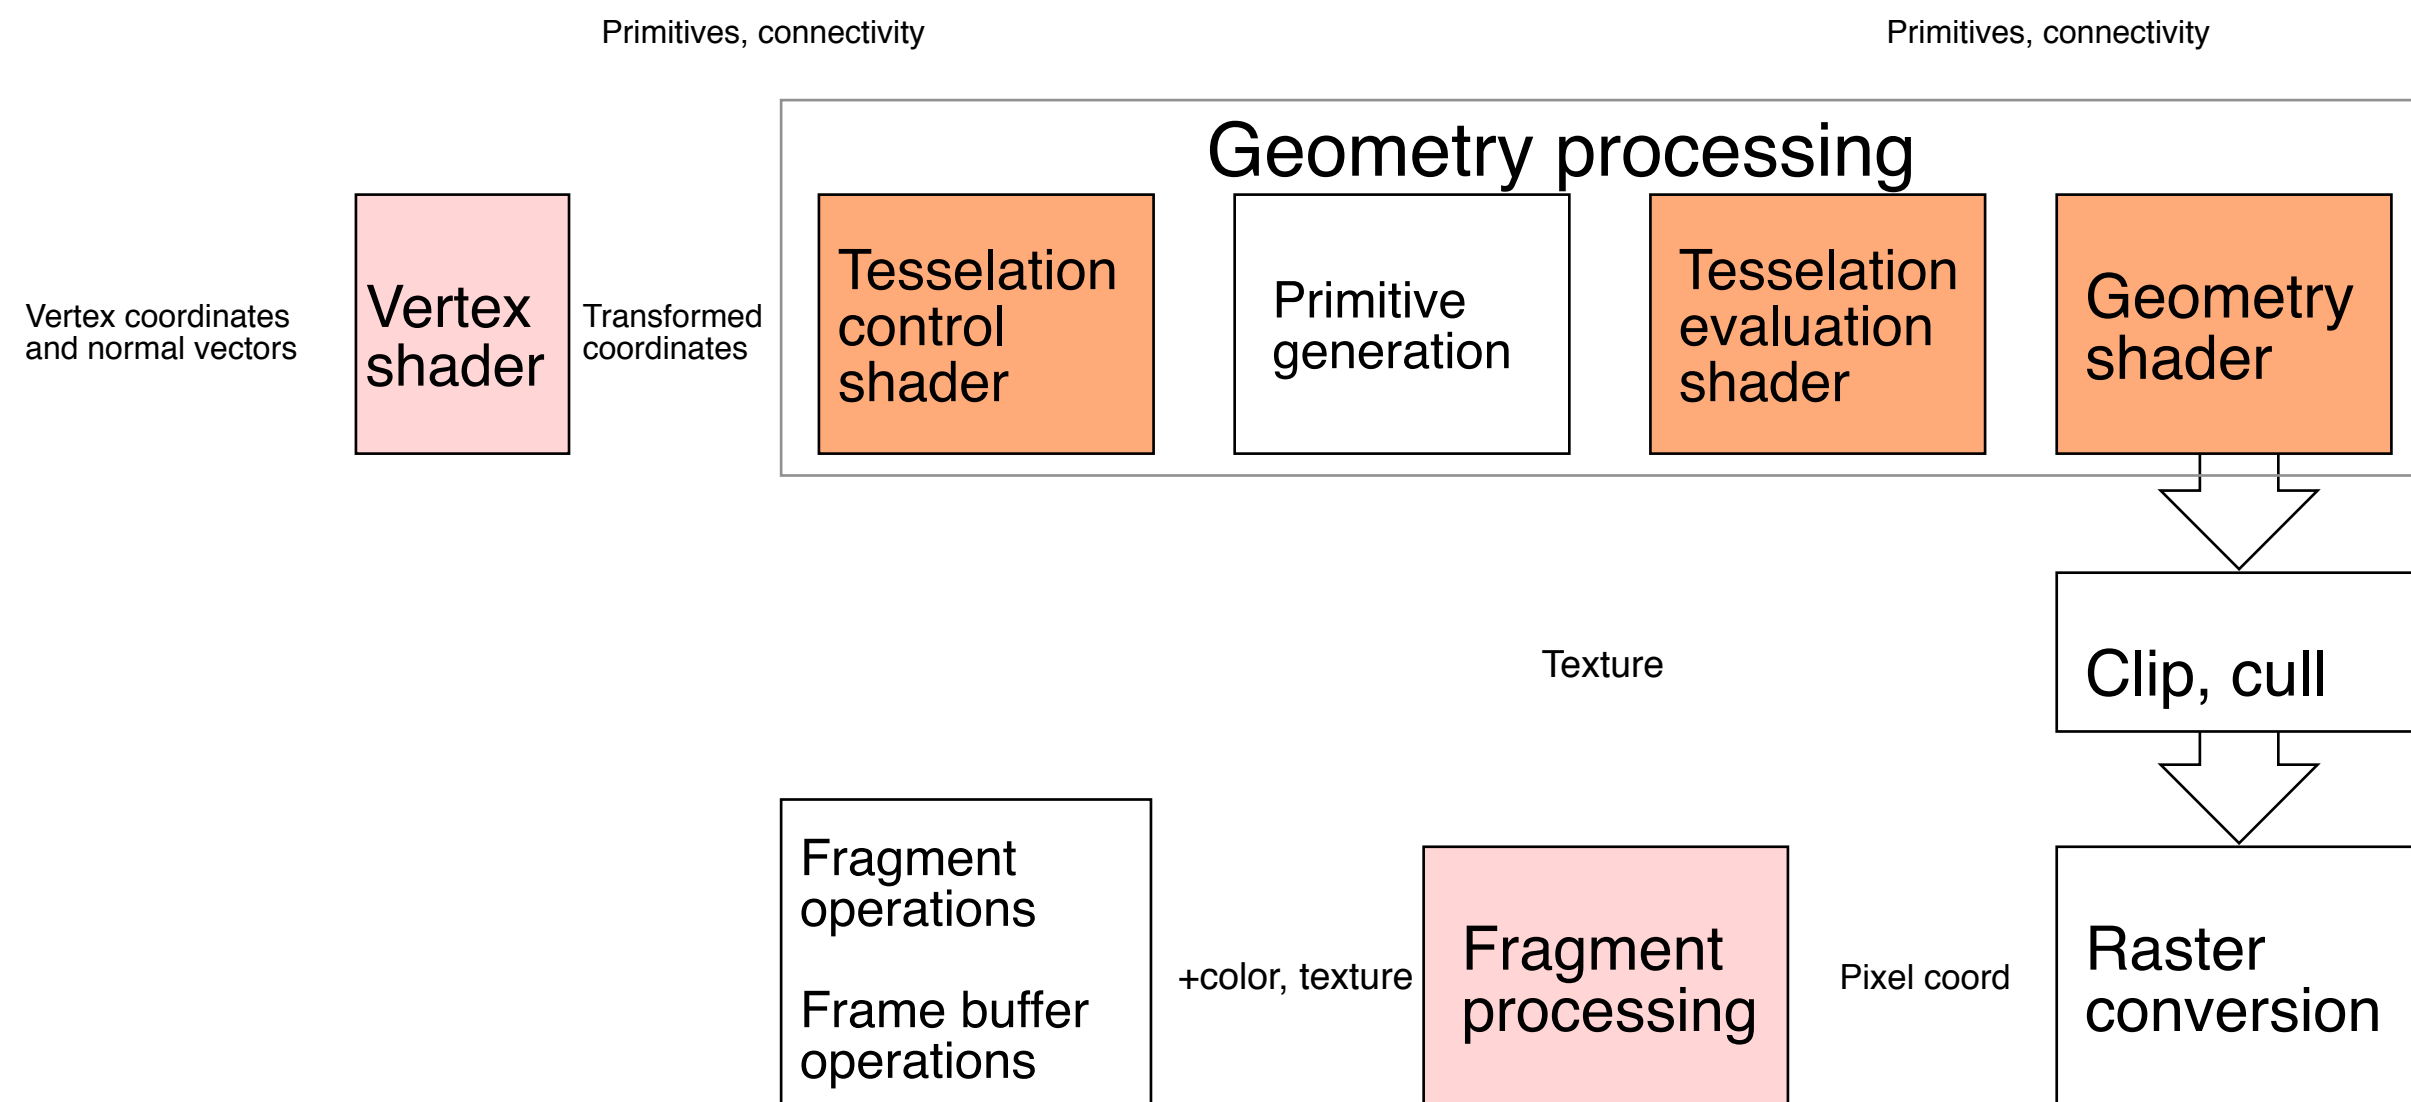 Primitives, connectivity
Primitives, connectivity
Geometry processing
Vertex coordinates
and normal vectors
Vertex
shader
Transformed
coordinates
Tesselation
control
shader
Primitive
generation
Tesselation
evaluation
shader
Geometry
shader
Texture
Clip, cull
Fragment
operations
Frame buffer
operations
+color, texture
Fragment
processing
Pixel coord
Raster
conversion